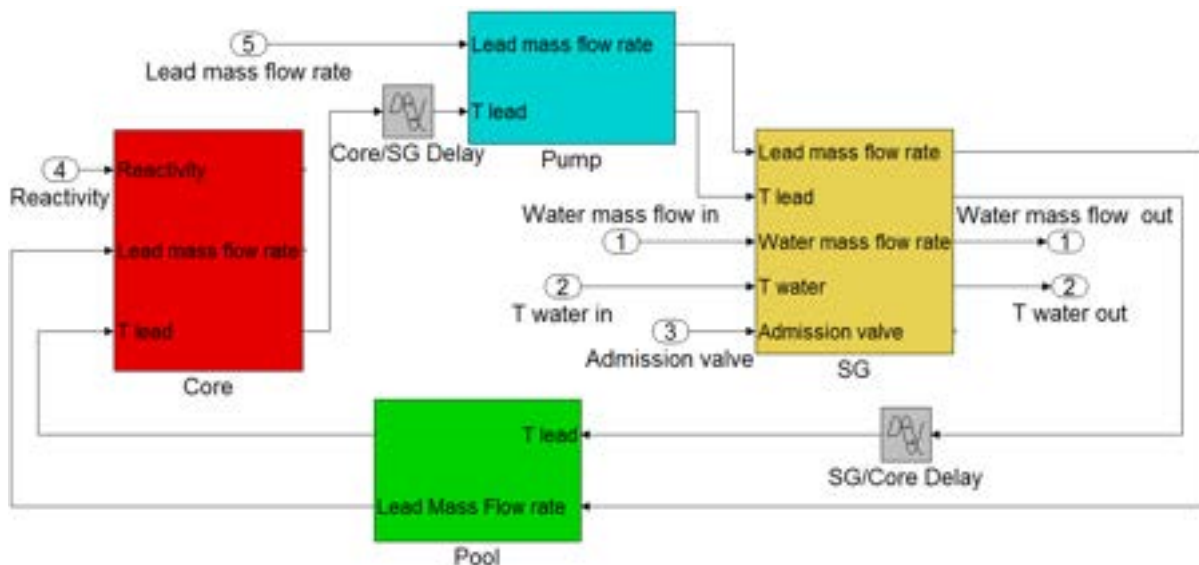 5
Lead mass flow rate
Lead mass flow rate
T lead
Pump
Core/SG Delay
4
Reactivity
Reactivity
Lead mass flow rate
T lead
Core
Lead mass flow rate
T lead
Water mass flow rate
T water
Admission valve
SG
Water mass flow in
1
2
T water in
3
Admission valve
Water mass flow out
1
2
T water out
T lead
Lead Mass Flow rate
Pool
SG/Core Delay